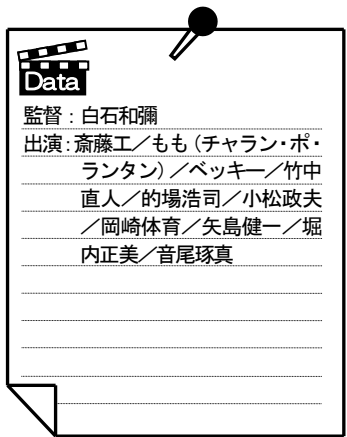 Data
監督：白石和彌
出演：斎藤工／もも（チャラン・ポ・
ランタン）／ベッキー／竹中
直人／的場浩司／小松政夫
／岡崎体育／矢島健一／堀
内正美／音尾琢真